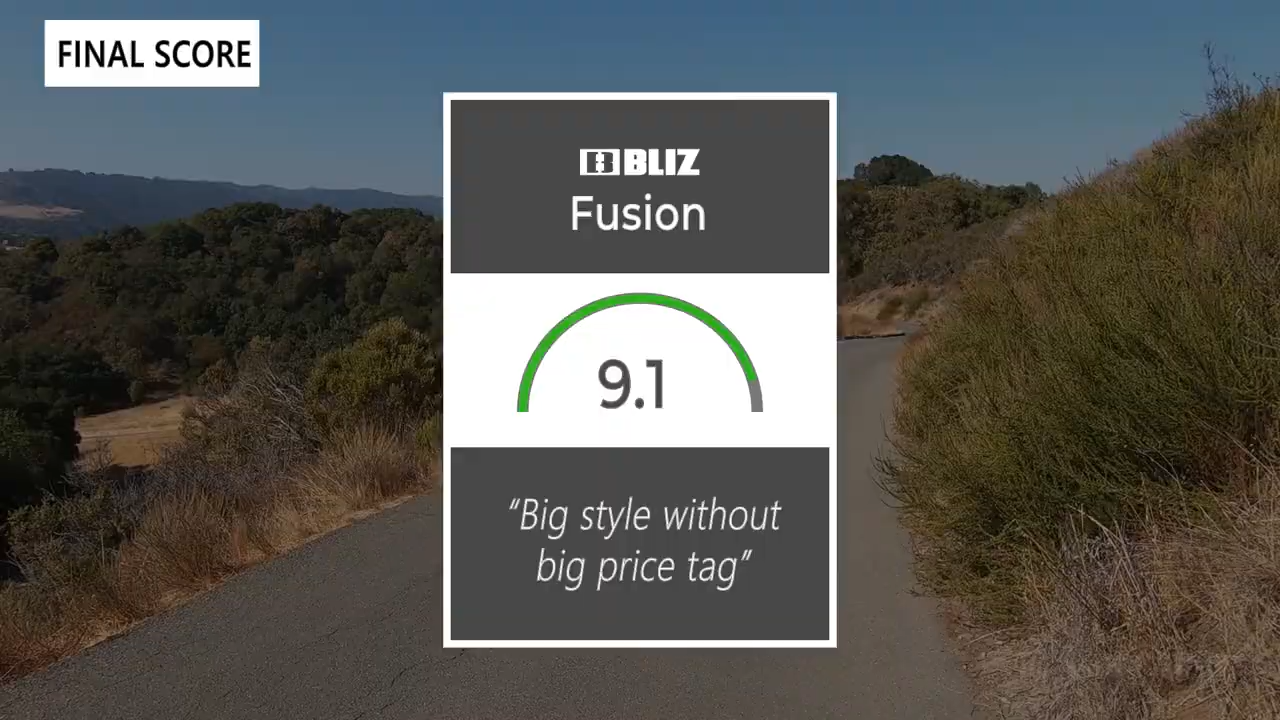 FINAL SCORE
BLIZ
Fusion
9.1
“Big style without
big price tag”